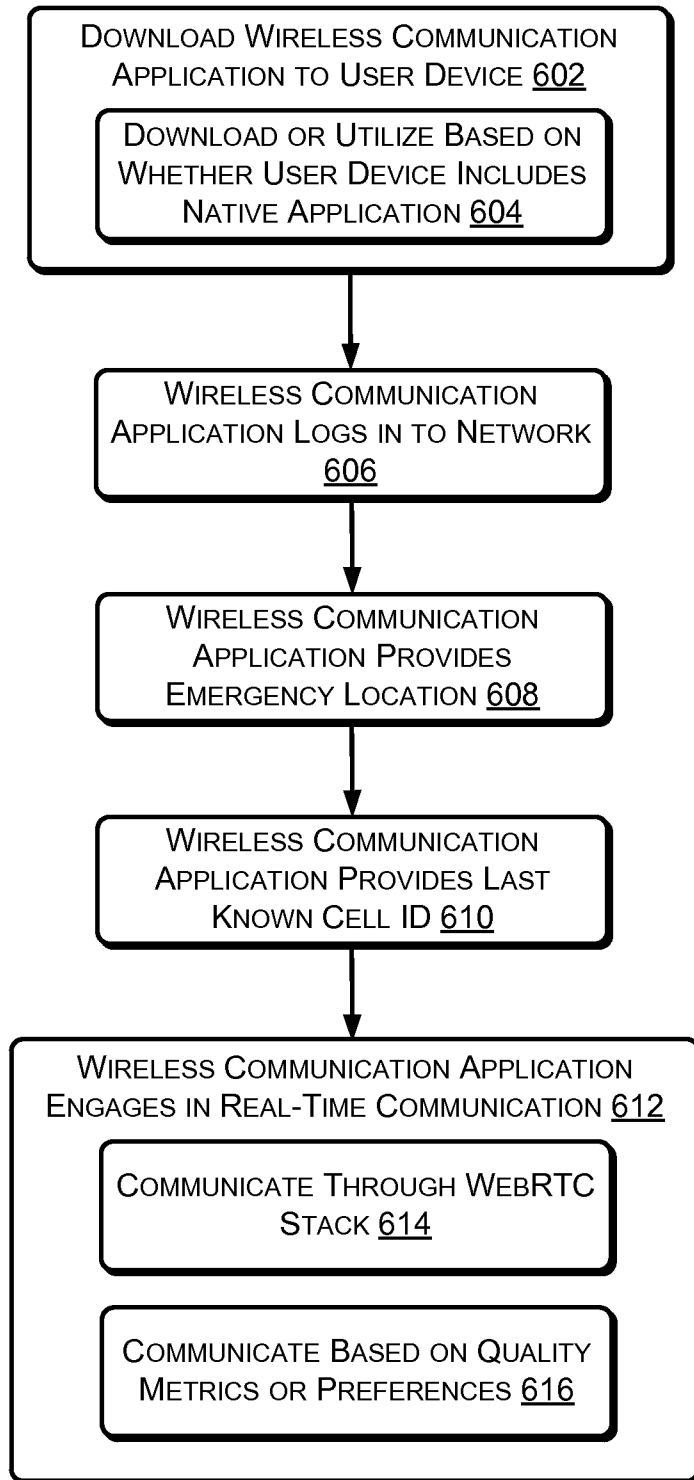 DOWNLOAD WIRELESS COMMUNICATION
APPLICATION TO USER DEVICE 602
DOWNLOAD OR UTILIZE BASED ON
WHETHER USER DEVICE INCLUDES
NATIVE APPLICATION 604
WIRELESS COMMUNICATION
APPLICATION LOGS IN TO NETWORK
606
WIRELESS COMMUNICATION
APPLICATION PROVIDES
EMERGENCY LOCATION 608
WIRELESS COMMUNICATION
APPLICATION PROVIDES LAST
KNOWN CELL ID 610
WIRELESS COMMUNICATION APPLICATION
ENGAGES IN REAL-TIME COMMUNICATION 612
COMMUNICATE THROUGH WEBRTC
STACK 614
COMMUNICATE BASED ON QUALITY
METRICS OR PREFERENCES 616